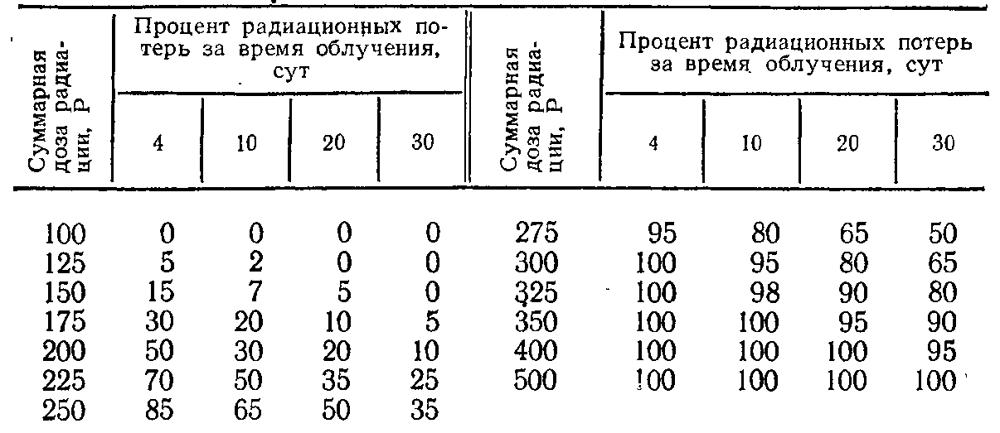 Суммарная
доза радиа-
ции, Р
Процент радиационных по-
терь за время облучения,
сут
4 10 20 30
Суммарная
доза радиа-
ции, Р
Процент радиационных потерь
за время облучения, сут
4 10 20 30
100 0 0 0 0 275 95 80 65 50
125 5 2 0 0 300 100 95 80 65
150 15 7 5 0 325 100 98 90 80
175 30 20 10 5 350 100 100 95 90
200 50 30 20 10 400 100 100 100 95
225 70 50 35 25 500 100 100 100 100
250 85 65 50 35